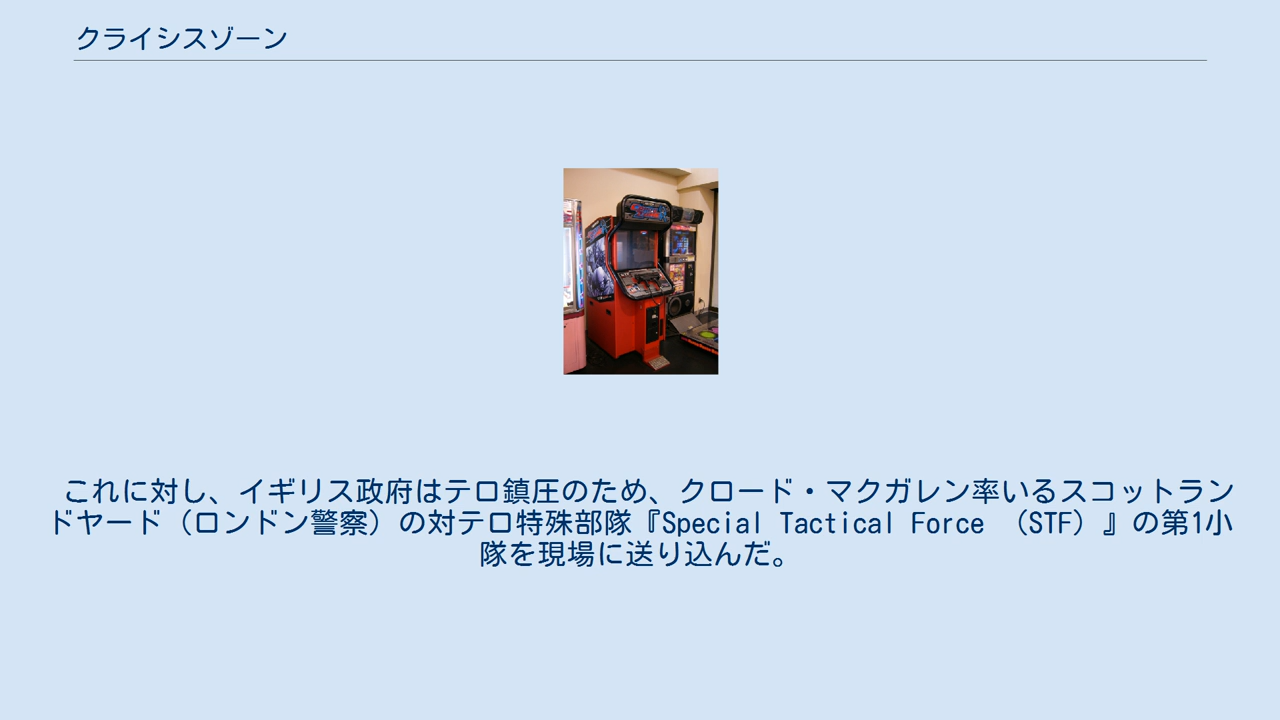 クライシスゾーン
これに対し、イギリス政府はテロ鎮圧のため、クロード・マクガレン率いるスコットラン
ドヤード（ロンドン警察）の対テロ特殊部隊『Special Tactical Force （STF）』の第1小
隊を現場に送り込んだ。